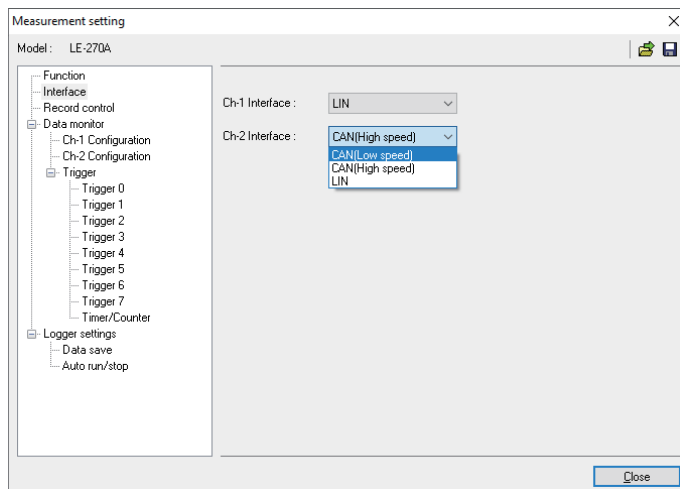 Measurement setting
Model : LE-270A
Function
Interface
Record control
Data monitor
Ch-1 Configuration
Ch-2 Configuration
Trigger
Trigger 0
Trigger 1
Trigger 2
Trigger 3
Trigger 4
Trigger 5
Trigger 6
Trigger 7
Timer/Counter
Logger settings
Data save
Auto run/stop
Ch-1 Interface : LIN
Ch-2 Interface : CAN(High speed)
CAN(Low speed)
CAN(High speed)
LIN
Close